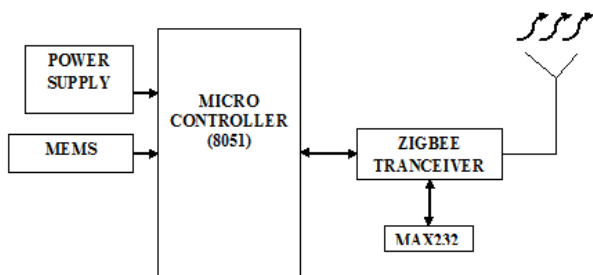 POWER
SUPPLY
MEMS
MICRO
CONTROLLER
(8051)
ZIGBEE
TRANCEIVER
MAX232